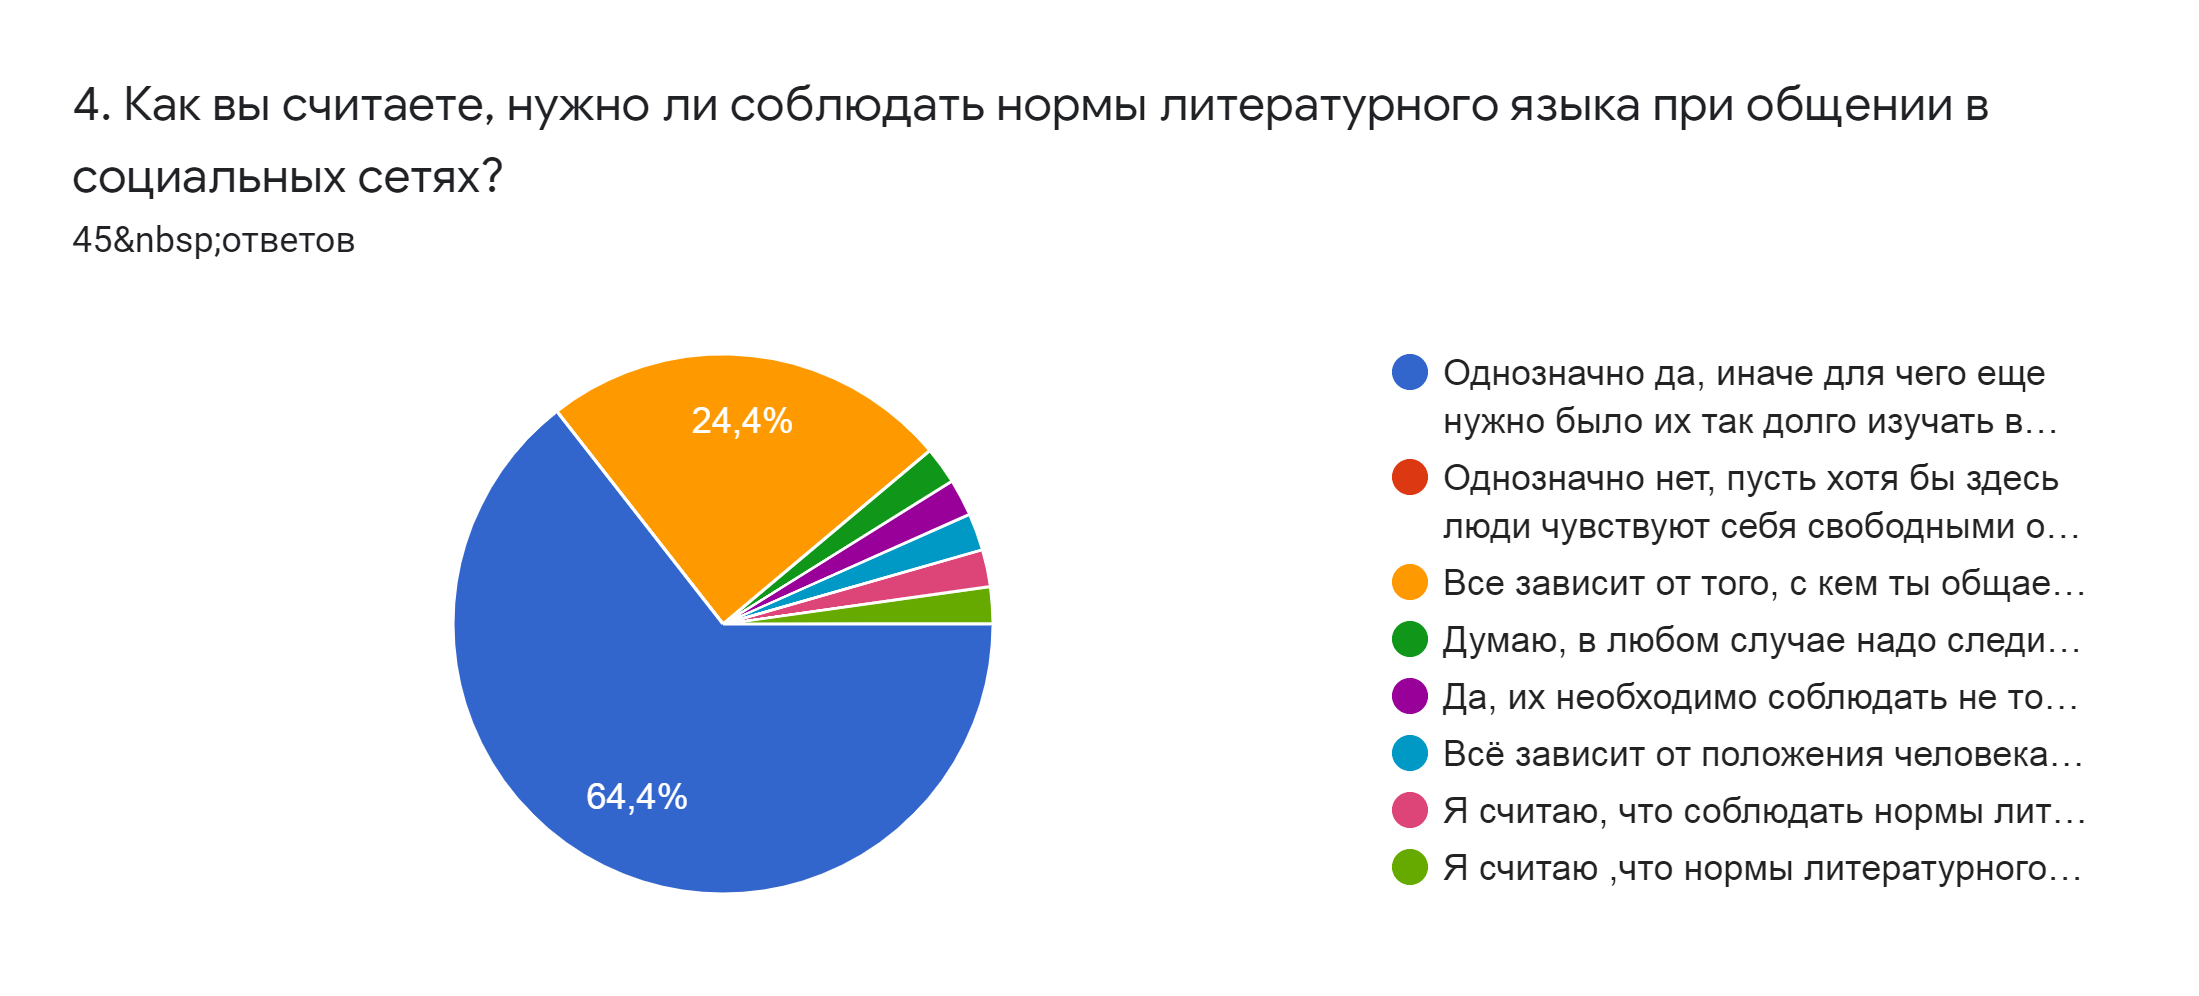 4. Как вы считаете, нужно ли соблюдать нормы литературного языка при общении в
социальных сетях?
45&nbsp;ответов
24,4%
64,4%
Однозначно да, иначе для чего еще
нужно было их так долго изучать в…
Однозначно нет, пусть хотя бы здесь
люди чувствуют себя свободными о…
Все зависит от того, с кем ты общае…
Думаю, в любом случае надо следи…
Да, их необходимо соблюдать не то…
Всё зависит от положения человека…
Я считаю, что соблюдать нормы лит…
Я считаю ,что нормы литературного…